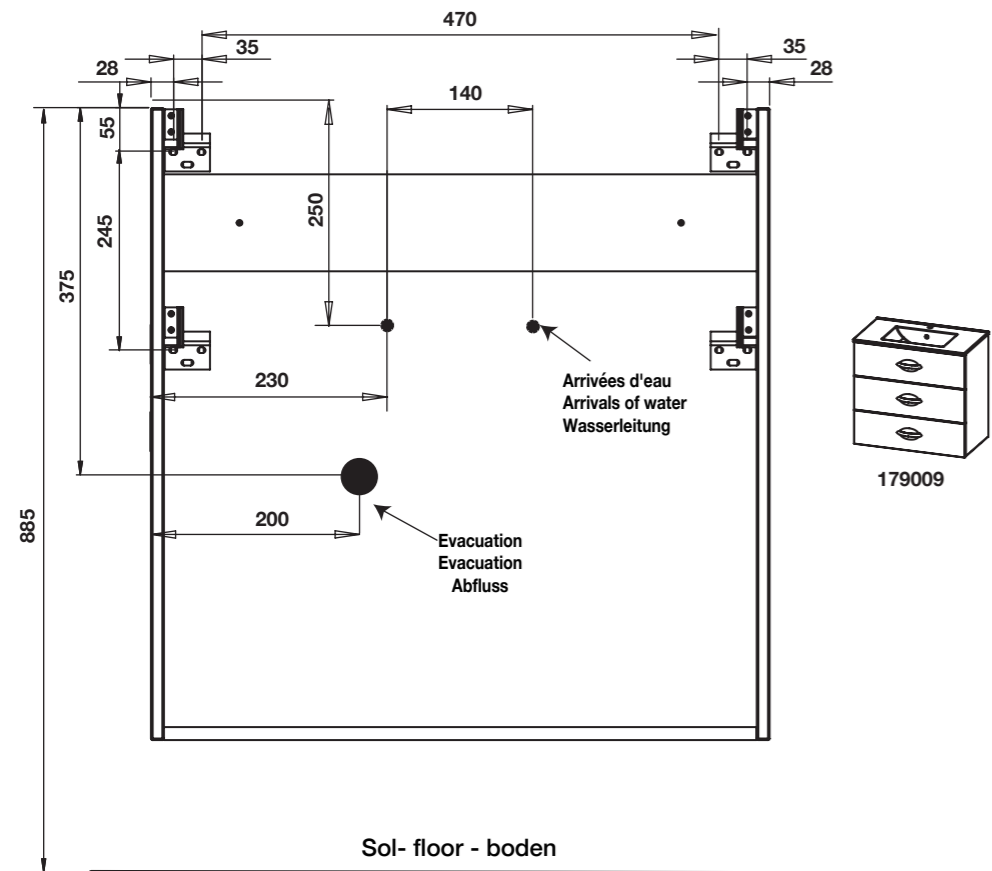 470
35
35
28
28
140
55
250
245
375
230
Arrivées d'eau
Arrivals of water
Wasserleitung
179009
885
200
Evacuation
Evacuation
Abfluss
Sol- floor - boden